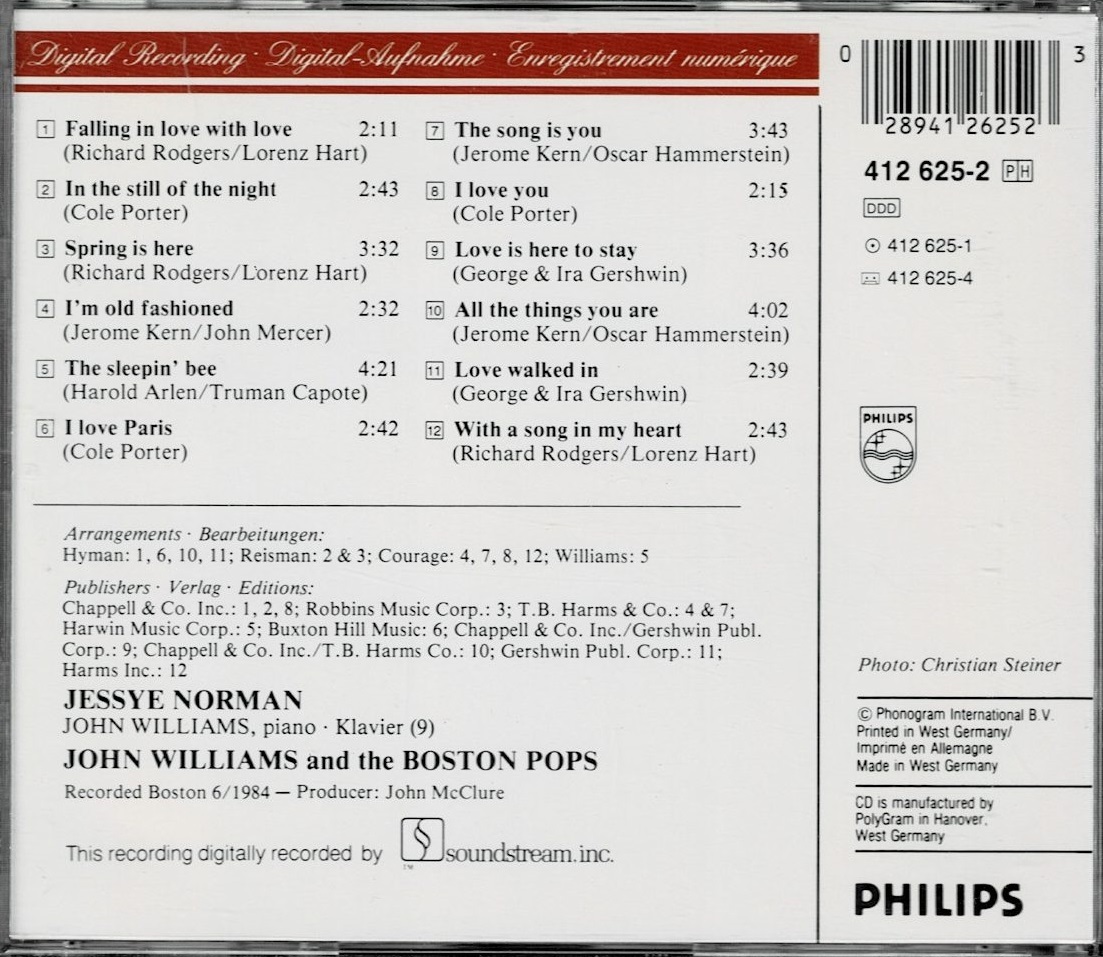 Digital Recording · Digital-Aufnahme · Enregistrement numérique
1 Falling in love with love 2:11
(Richard Rodgers/Lorenz Hart)
2 In the still of the night 2:43
(Cole Porter)
3 Spring is here 3:32
(Richard Rodgers/Lorenz Hart)
4 I'm old fashioned 2:32
(Jerome Kern/John Mercer)
5 The sleepin' bee 4:21
(Harold Arlen/Truman Capote)
6 I love Paris 2:42
(Cole Porter)
7 The song is you 3:43
(Jerome Kern/Oscar Hammerstein)
8 I love you 2:15
(Cole Porter)
9 Love is here to stay 3:36
(George & Ira Gershwin)
10 All the things you are 4:02
(Jerome Kern/Oscar Hammerstein)
11 Love walked in 2:39
(George & Ira Gershwin)
12 With a song in my heart 2:43
(Richard Rodgers/Lorenz Hart)
Arrangements · Bearbeitungen:
Hyman: 1, 6, 10, 11; Reisman: 2 & 3; Courage: 4, 7, 8, 12; Williams: 5
Publishers · Verlag · Editions:
Chappell & Co. Inc.: 1, 2, 8; Robbins Music Corp.: 3; T.B. Harms & Co.: 4 & 7;
Harwin Music Corp.: 5; Buxton Hill Music: 6; Chappell & Co. Inc./Gershwin Publ.
Corp.: 9; Chappell & Co. Inc./T.B. Harms Co.: 10; Gershwin Publ. Corp.: 11;
Harms Inc.: 12
JESSYE NORMAN
JOHN WILLIAMS, piano · Klavier (9)
JOHN WILLIAMS and the BOSTON POPS
Recorded Boston 6/1984 — Producer: John McClure
This recording digitally recorded by soundstream.inc.
TM
0 28941 26252 3
412 625-2 PH
DDD
412 625-1
412 625-4
PHILIPS
Photo: Christian Steiner
© Phonogram International B.V.
Printed in West Germany/
Imprimé en Allemagne
Made in West Germany
CD is manufactured by
PolyGram in Hanover,
West Germany
PHILIPS